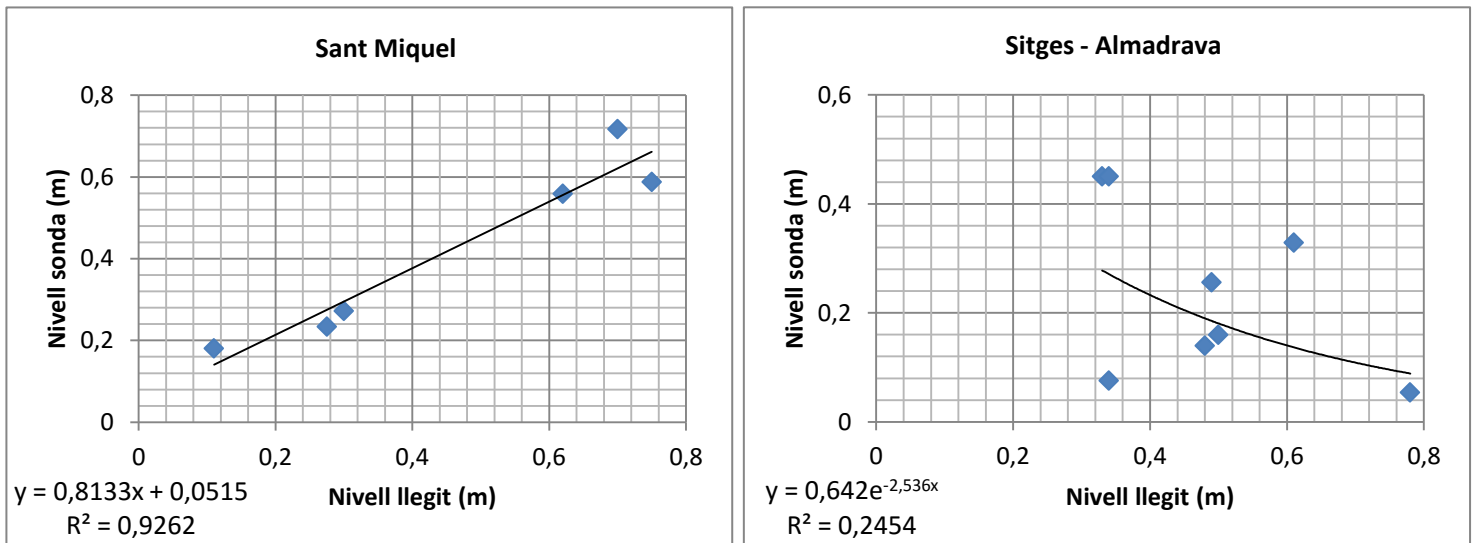 Sant Miquel
0,8
0,6
0,4
0,2
0
Nivell sonda (m)
0
0,2
0,4
0,6
0,8
Nivell llegit (m)
y = 0,8133x + 0,0515
R² = 0,9262
Sitges - Almadrava
0,6
0,4
0,2
0
Nivell sonda (m)
0
0,2
0,4
0,6
0,8
Nivell llegit (m)
y = 0,642e^-2,536x
R² = 0,2454